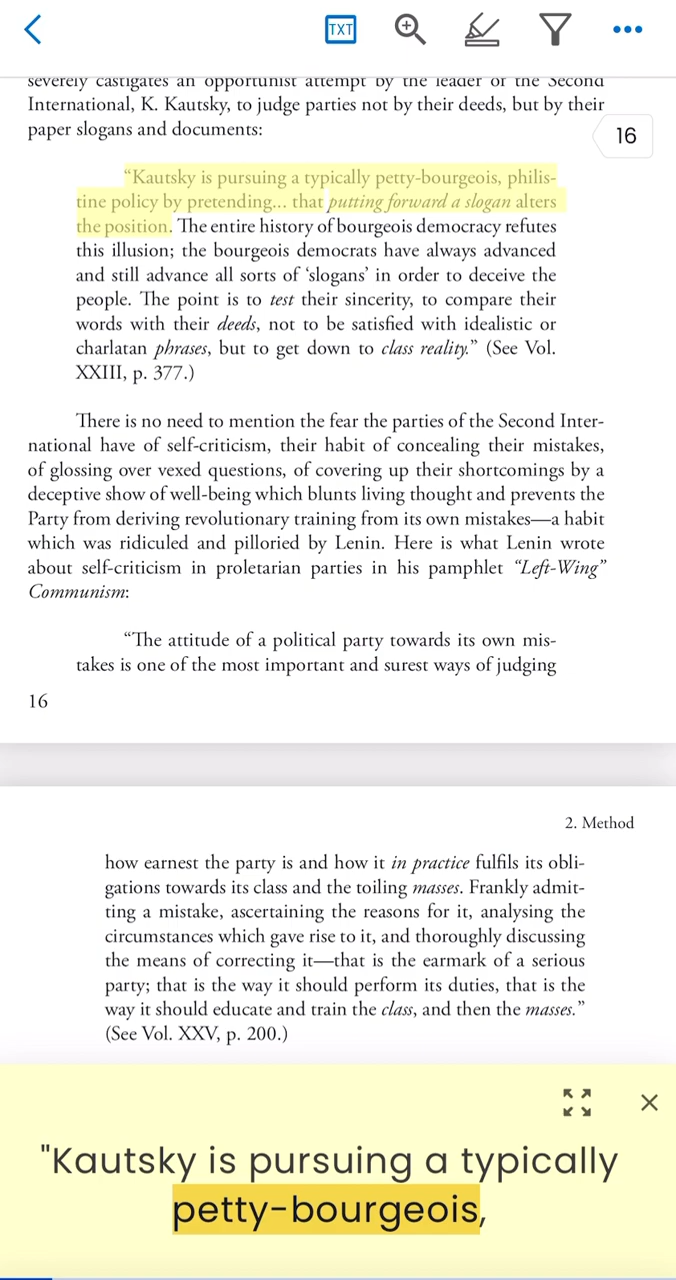 TXT
severely castigates an opportunist attempt by the leader of the Second
International, K. Kautsky, to judge parties not by their deeds, but by their
paper slogans and documents:
16
“Kautsky is pursuing a typically petty-bourgeois, philis-
tine policy by pretending... that putting forward a slogan alters
the position. The entire history of bourgeois democracy refutes
this illusion; the bourgeois democrats have always advanced
and still advance all sorts of ‘slogans’ in order to deceive the
people. The point is to test their sincerity, to compare their
words with their deeds, not to be satisfied with idealistic or
charlatan phrases, but to get down to class reality.” (See Vol.
XXIII, p. 377.)
There is no need to mention the fear the parties of the Second Inter-
national have of self-criticism, their habit of concealing their mistakes,
of glossing over vexed questions, of covering up their shortcomings by a
deceptive show of well-being which blunts living thought and prevents the
Party from deriving revolutionary training from its own mistakes—a habit
which was ridiculed and pilloried by Lenin. Here is what Lenin wrote
about self-criticism in proletarian parties in his pamphlet “Left-Wing”
Communism:
“The attitude of a political party towards its own mis-
takes is one of the most important and surest ways of judging
16
2. Method
how earnest the party is and how it in practice fulfils its obli-
gations towards its class and the toiling masses. Frankly admit-
ting a mistake, ascertaining the reasons for it, analysing the
circumstances which gave rise to it, and thoroughly discussing
the means of correcting it—that is the earmark of a serious
party; that is the way it should perform its duties, that is the
way it should educate and train the class, and then the masses.”
(See Vol. XXV, p. 200.)
"Kautsky is pursuing a typically
petty-bourgeois,